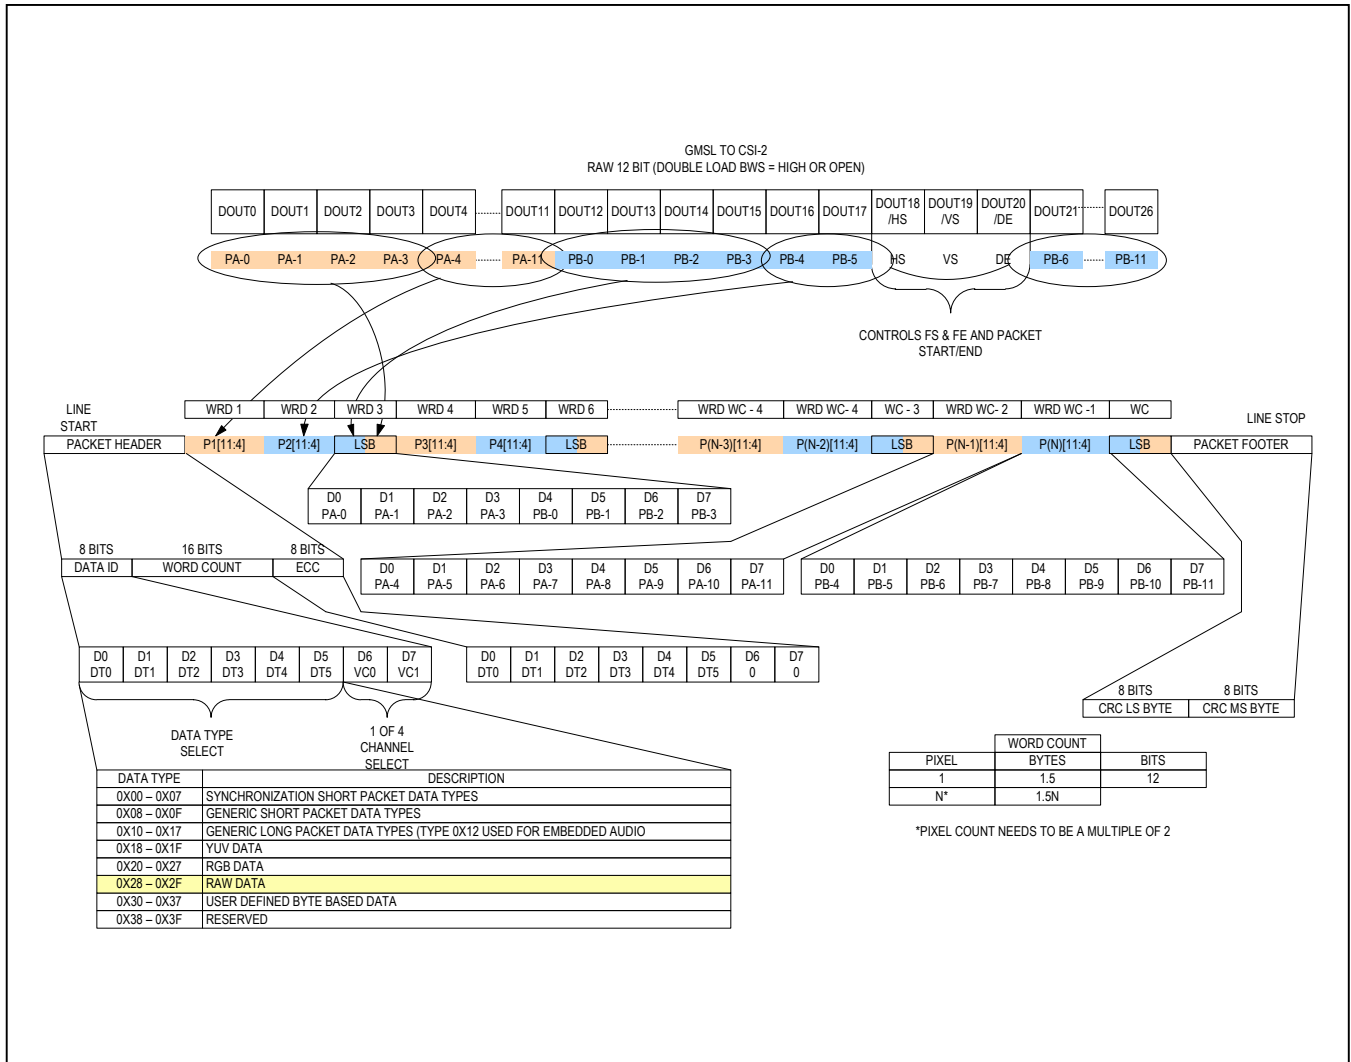 GMSL TO CSI-2
RAW 12 BIT (DOUBLE LOAD BWS = HIGH OR OPEN)
DOUT0 DOUT1 DOUT2 DOUT3 DOUT4 DOUT11 DOUT12 DOUT13 DOUT14 DOUT15 DOUT16 DOUT17 DOUT18 /HS DOUT19 /VS DOUT20 /DE DOUT21 DOUT26
PA-0 PA-1 PA-2 PA-3 PA-4 PA-11 PB-0 PB-1 PB-2 PB-3 PB-4 PB-5 HS VS DE PB-6 PB-11
CONTROLS FS & FE AND PACKET
START/END
LINE
START
WRD 1 WRD 2 WRD 3 WRD 4 WRD 5 WRD 6 WRD WC - 4 WRD WC- 4 WC - 3 WRD WC- 2 WRD WC -1 WC
LINE STOP
PACKET HEADER P1[11:4] P2[11:4] LSB P3[11:4] P4[11:4] LSB P(N-3)[11:4] P(N-2)[11:4] LSB P(N-1)[11:4] P(N)[11:4] LSB PACKET FOOTER
D0 D1 D2 D3 D4 D5 D6 D7
PA-0 PA-1 PA-2 PA-3 PB-0 PB-1 PB-2 PB-3
8 BITS 16 BITS 8 BITS
DATA ID WORD COUNT ECC
D0 D1 D2 D3 D4 D5 D6 D7
PA-4 PA-5 PA-6 PA-7 PA-8 PA-9 PA-10 PA-11
D0 D1 D2 D3 D4 D5 D6 D7
PB-4 PB-5 PB-6 PB-7 PB-8 PB-9 PB-10 PB-11
D0 D1 D2 D3 D4 D5 D6 D7
DT0 DT1 DT2 DT3 DT4 DT5 VC0 VC1
D0 D1 D2 D3 D4 D5 D6 D7
DT0 DT1 DT2 DT3 DT4 DT5 0 0
8 BITS 8 BITS
CRC LS BYTE CRC MS BYTE
DATA TYPE
SELECT
1 OF 4
CHANNEL
SELECT
WORD COUNT
PIXEL BYTES BITS
1 1.5 12
N* 1.5N
*PIXEL COUNT NEEDS TO BE A MULTIPLE OF 2
DATA TYPE DESCRIPTION
0X00 – 0X07 SYNCHRONIZATION SHORT PACKET DATA TYPES
0X08 – 0X0F GENERIC SHORT PACKET DATA TYPES
0X10 – 0X17 GENERIC LONG PACKET DATA TYPES (TYPE 0X12 USED FOR EMBEDDED AUDIO
0X18 – 0X1F YUV DATA
0X20 – 0X27 RGB DATA
0X28 – 0X2F RAW DATA
0X30 – 0X37 USER DEFINED BYTE BASED DATA
0X38 – 0X3F RESERVED